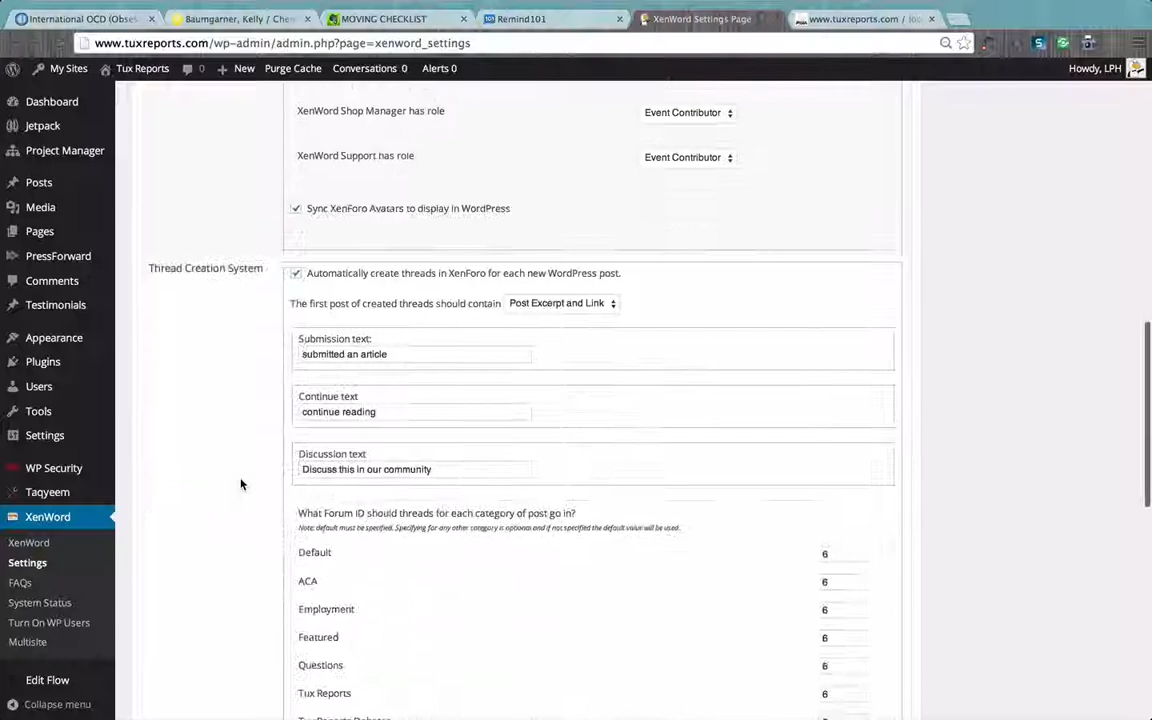 International OCD (Obse
Baumgarner, Kelly / Che
MOVING CHECKLIST
Remind101
XenWord Settings Page
www.tuxreports.com /
www.tuxreports.com/wp-admin/admin.php?page=xenword_settings
My Sites
Tux Reports
0
New
Purge Cache
Conversations 0
Alerts 0
Howdy, LPH
Dashboard
Jetpack
Project Manager
Posts
Media
Pages
PressForward
Comments
Testimonials
Appearance
Plugins
Users
Tools
Settings
WP Security
Taqyeem
XenWord
XenWord
Settings
FAQs
System Status
Turn On WP Users
Multisite
Edit Flow
Collapse menu
XenWord Shop Manager has role
Event Contributor
XenWord Support has role
Event Contributor
Sync XenForo Avatars to display in WordPress
Thread Creation System
Automatically create threads in XenForo for each new WordPress post.
The first post of created threads should contain Post Excerpt and Link
Submission text:
submitted an article
Continue text
continue reading
Discussion text
Discuss this in our community
What Forum ID should threads for each category of post go in?
Note: default must be specified. Specifying for any other category is optional and if not specified the default value will be used.
Default 6
ACA 6
Employment 6
Featured 6
Questions 6
Tux Reports 6